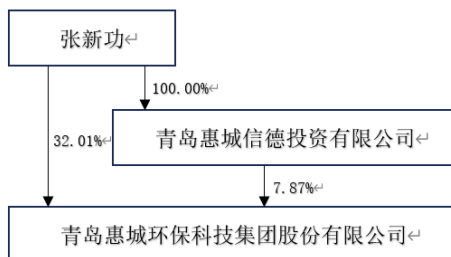 张新功
100.00%
32.01%
青岛惠城信德投资有限公司
7.87%
青岛惠城环保科技集团股份有限公司